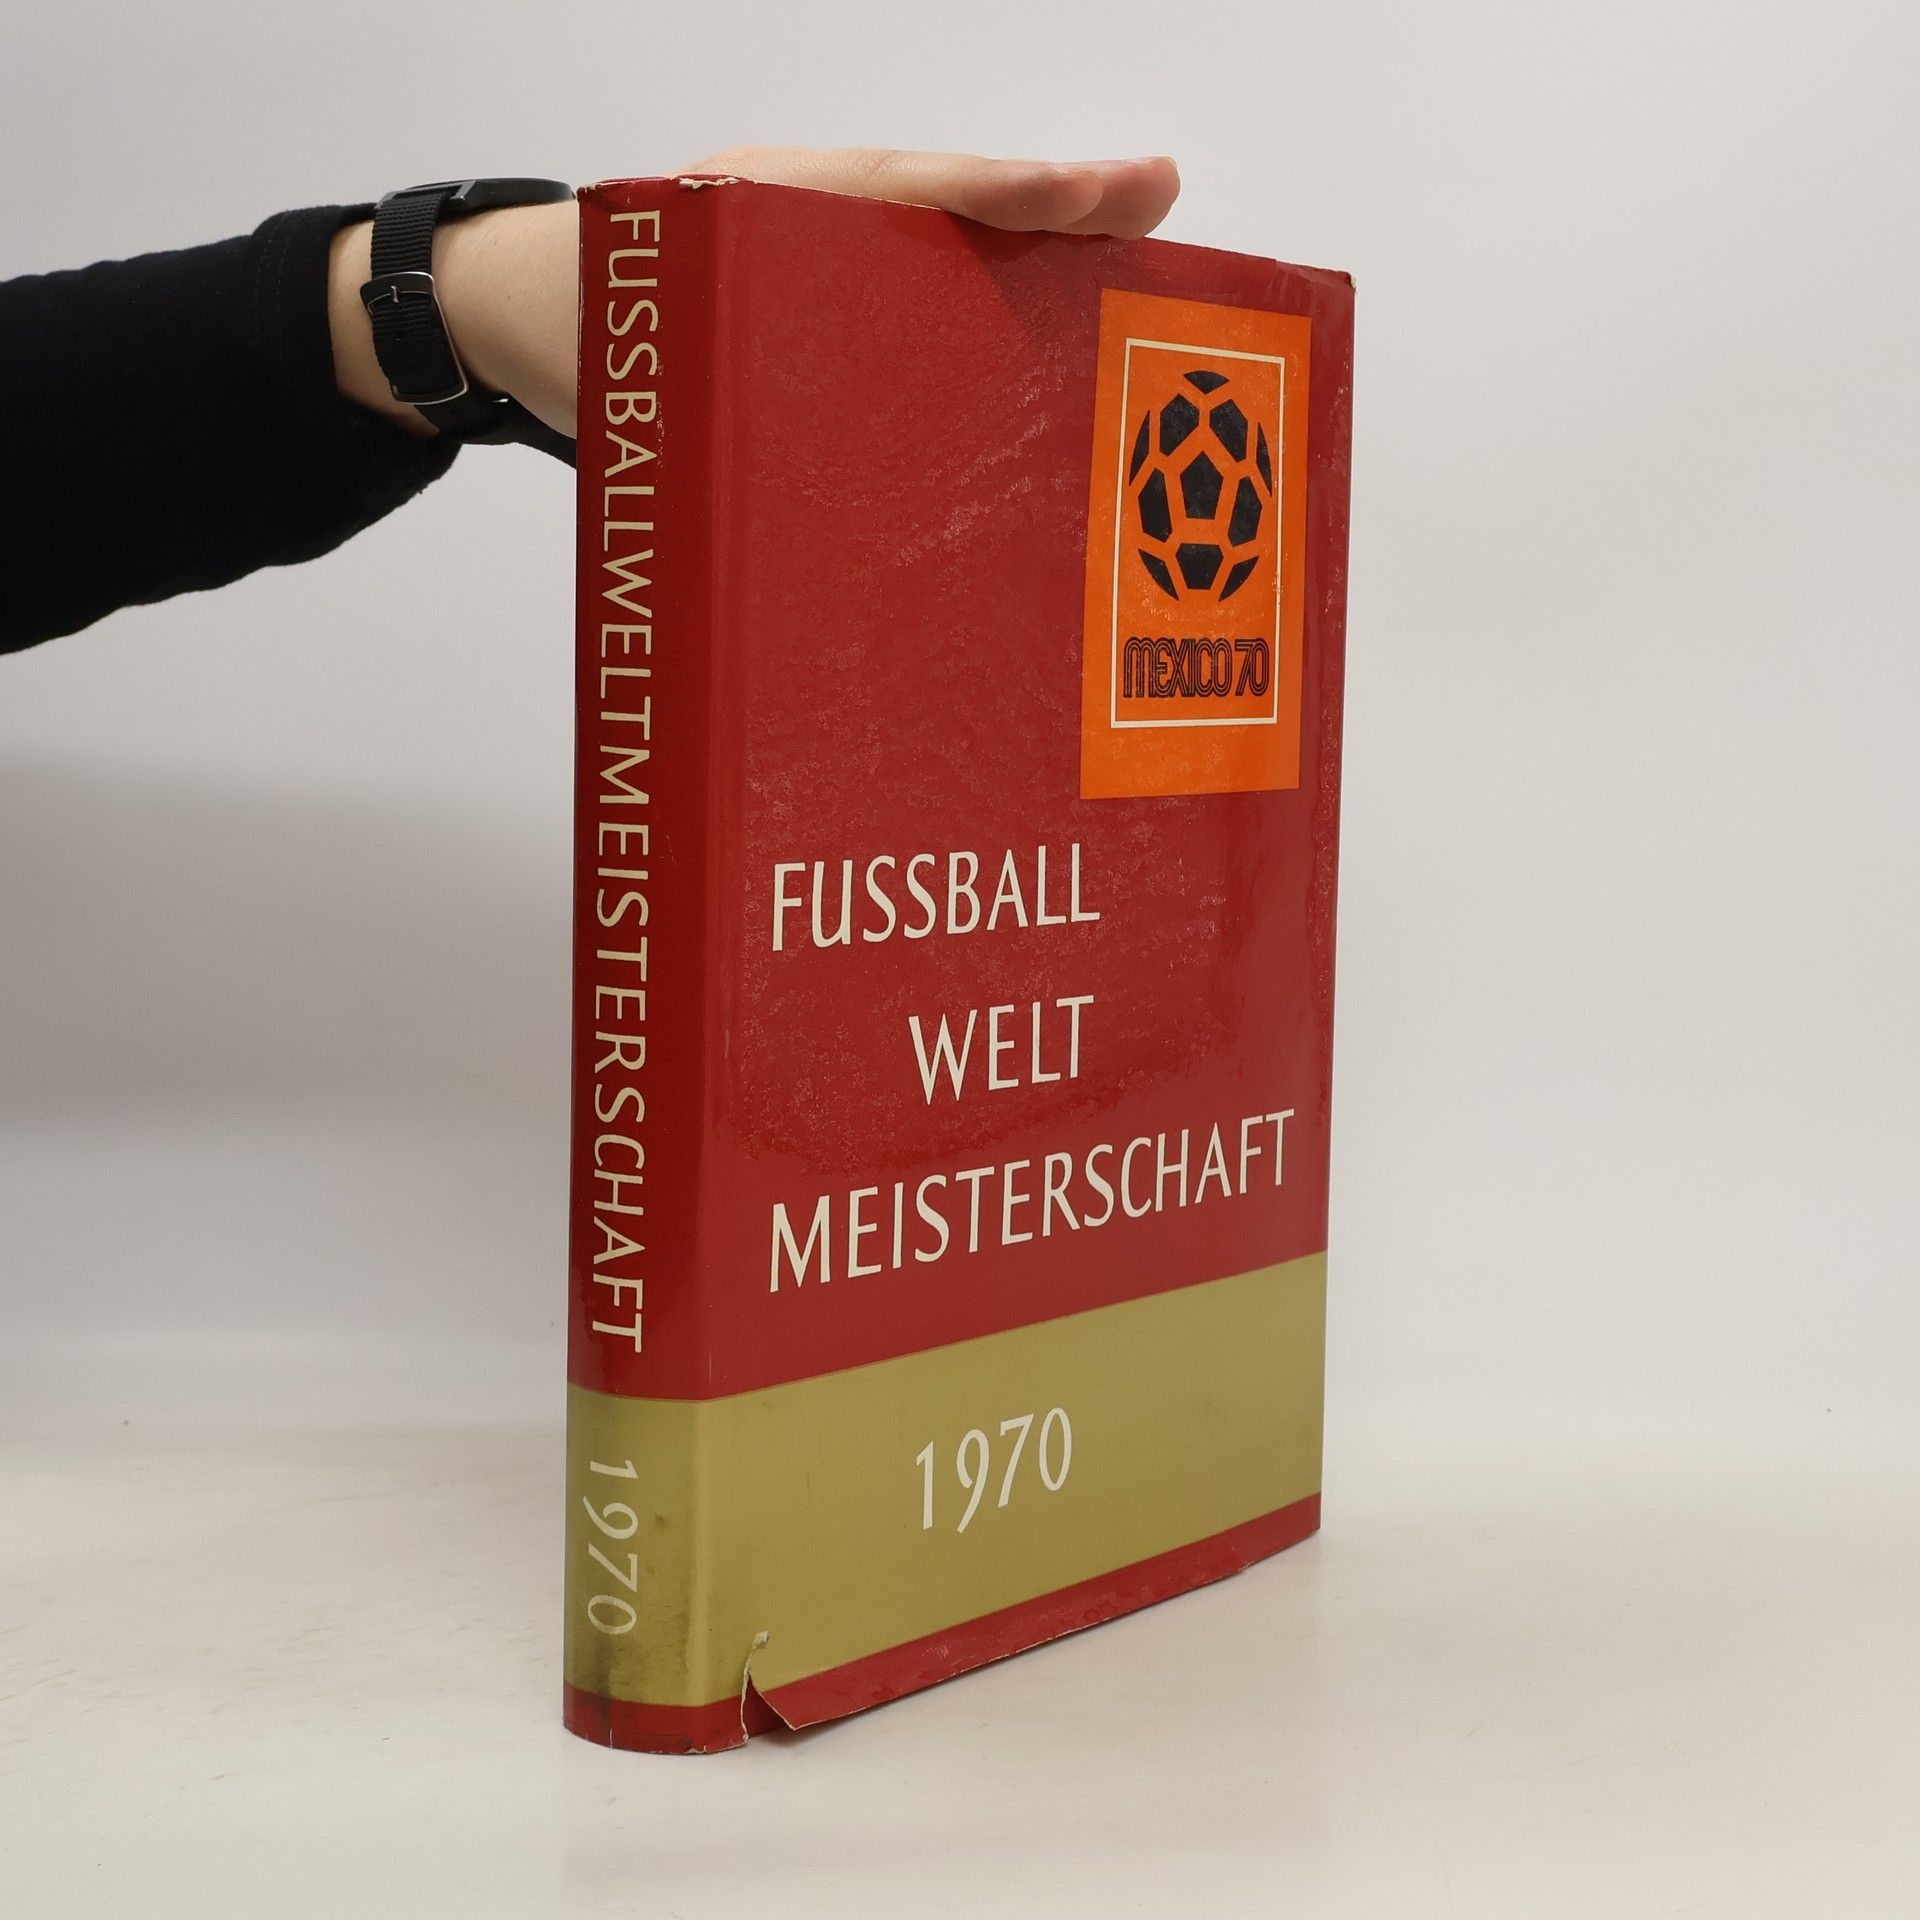 FUSSBALLWELTMEISTERSCHAFT
1970
MEXICO 70
FUSSBALL
WELT
MEISTERSCHAFT
1970